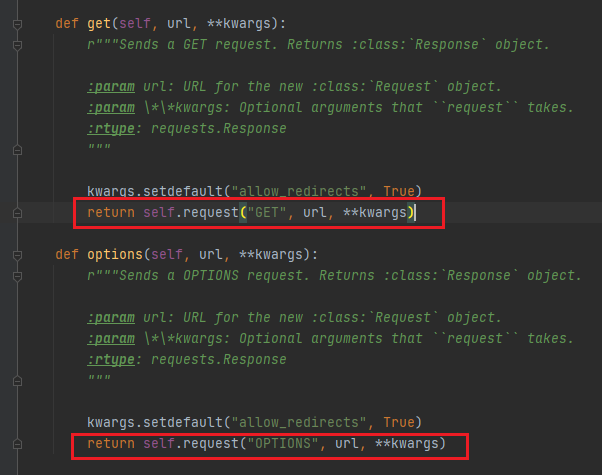 def get(self, url, **kwargs):
r"""Sends a GET request. Returns :class:`Response` object.
:param url: URL for the new :class:`Request` object.
:param \*\*kwargs: Optional arguments that ``request`` takes.
:rtype: requests.Response
"""
kwargs.setdefault("allow_redirects", True)
return self.request("GET", url, **kwargs)
def options(self, url, **kwargs):
r"""Sends a OPTIONS request. Returns :class:`Response` object.
:param url: URL for the new :class:`Request` object.
:param \*\*kwargs: Optional arguments that ``request`` takes.
:rtype: requests.Response
"""
kwargs.setdefault("allow_redirects", True)
return self.request("OPTIONS", url, **kwargs)